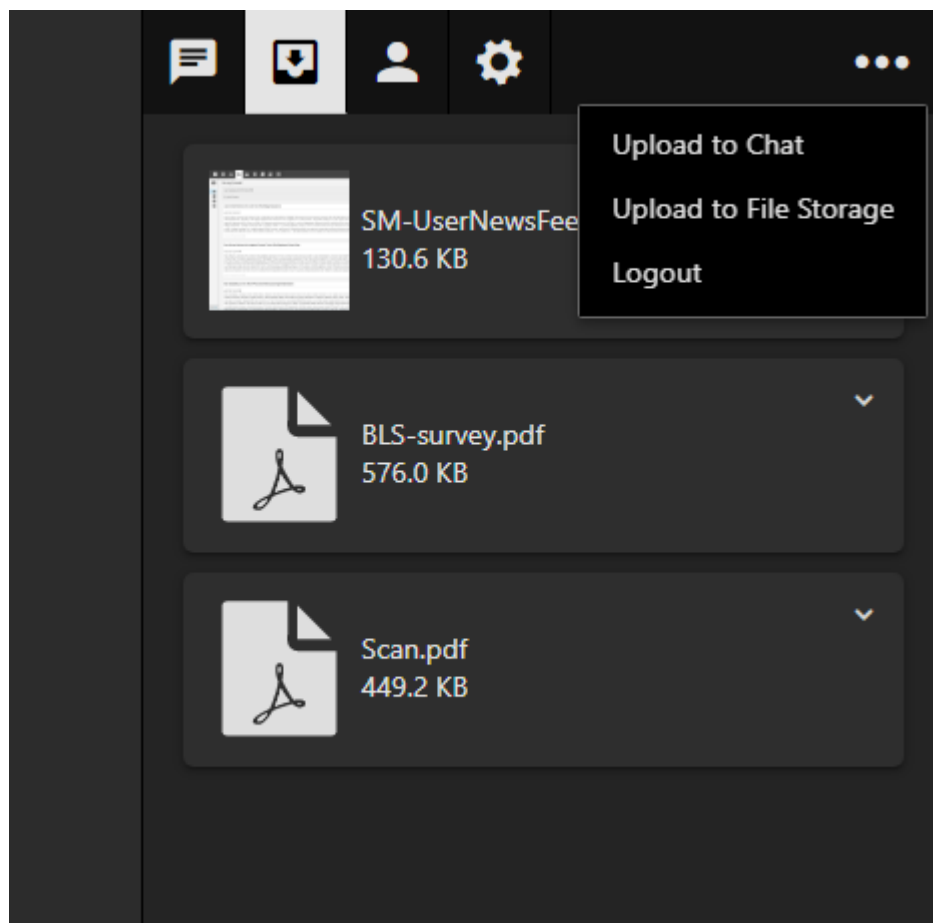 Upload to Chat
Upload to File Storage
Logout
SM-UserNewsFee
130.6 KB
BLS-survey.pdf
576.0 KB
Scan.pdf
449.2 KB